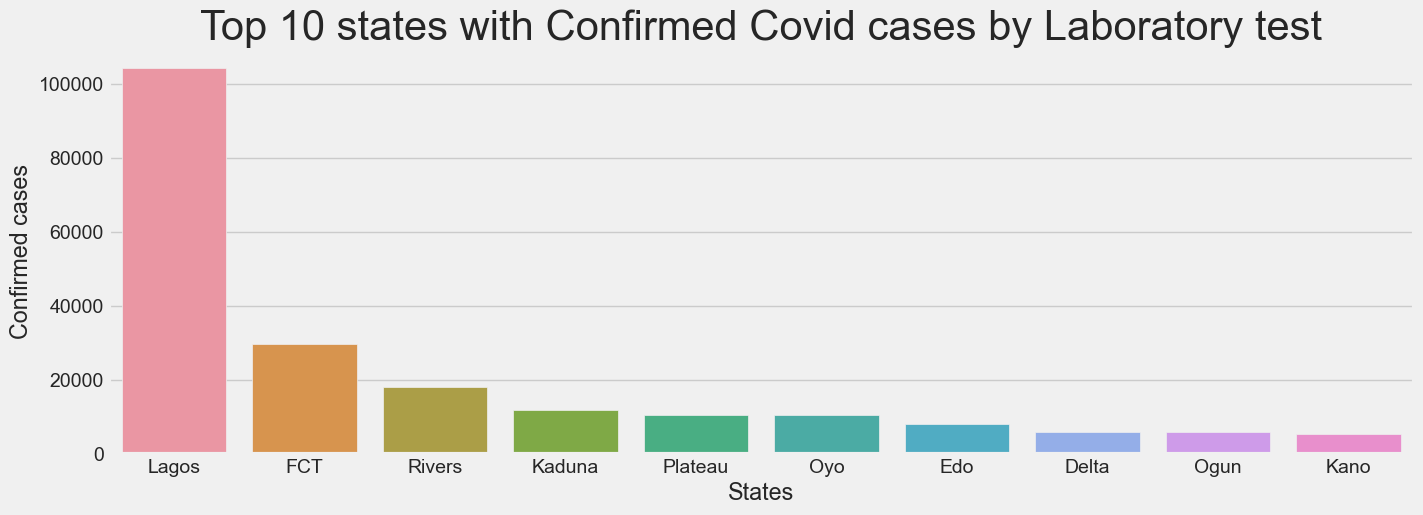 Top 10 states with Confirmed Covid cases by Laboratory test
Confirmed cases
100000
80000
60000
40000
20000
0
Lagos FCT Rivers Kaduna Plateau Oyo Edo Delta Ogun Kano
States